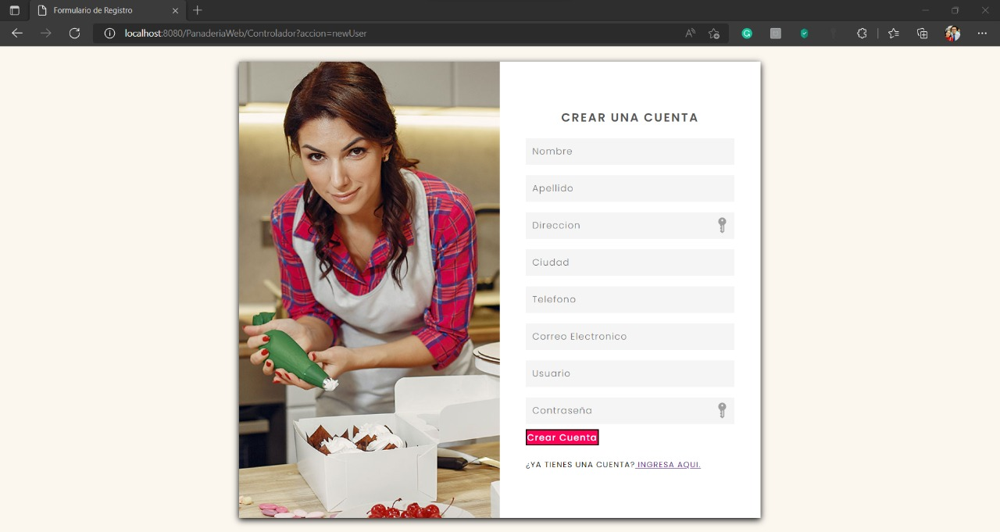 Formulario de Registro
localhost:8080/PanaderiaWeb/Controlador?accion=newUser
CREAR UNA CUENTA
Nombre
Apellido
Direccion
Ciudad
Telefono
Correo Electronico
Usuario
Contraseña
Crear Cuenta
¿YA TIENES UNA CUENTA? INGRESA AQUI.